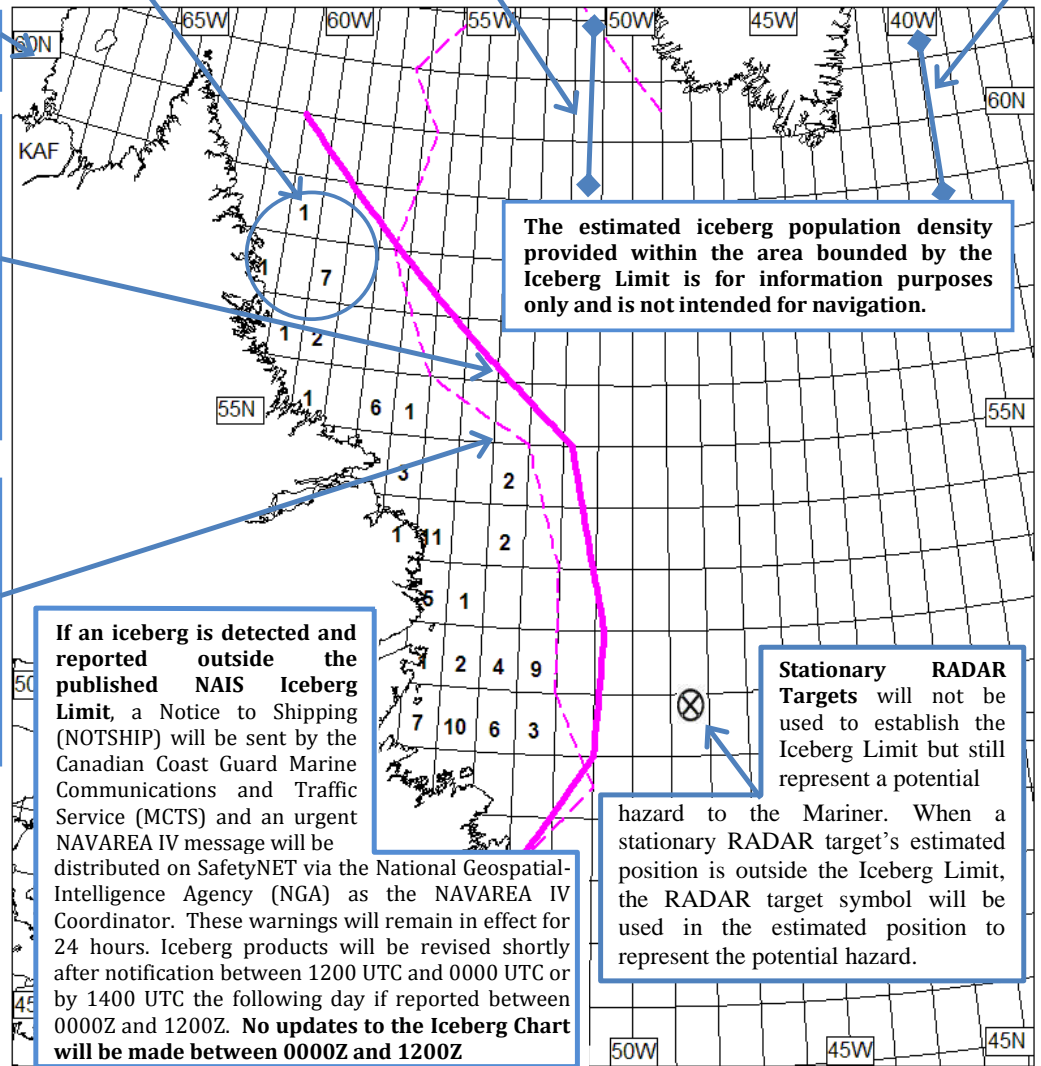 65W 60W 55W 50W 45W 40W
60N
60N
KAF
1
The estimated iceberg population density
provided within the area bounded by the
Iceberg Limit is for information purposes
only and is not intended for navigation.
1 7
1 2
55N 1 6 1 55N
3 2
1 11 2
5 1
If an iceberg is detected and
reported outside the
published NAIS Iceberg
Limit, a Notice to Shipping
(NOTSHIP) will be sent by the
Canadian Coast Guard Marine
Communications and Traffic
Service (MCTS) and an urgent
NAVAREA IV message will be
distributed on SafetyNET via the National Geospatial-
Intelligence Agency (NGA) as the NAVAREA IV
Coordinator. These warnings will remain in effect for
24 hours. Iceberg products will be revised shortly
after notification between 1200 UTC and 0000 UTC or
by 1400 UTC the following day if reported between
0000Z and 1200Z. No updates to the Iceberg Chart
will be made between 0000Z and 1200Z
50
1 2 4 9
7 10 6 3
Stationary RADAR
Targets will not be
used to establish the
Iceberg Limit but still
represent a potential
hazard to the Mariner. When a
stationary RADAR target's estimated
position is outside the Iceberg Limit,
the RADAR target symbol will be
used in the estimated position to
represent the potential hazard.
45
50W 45W 45N